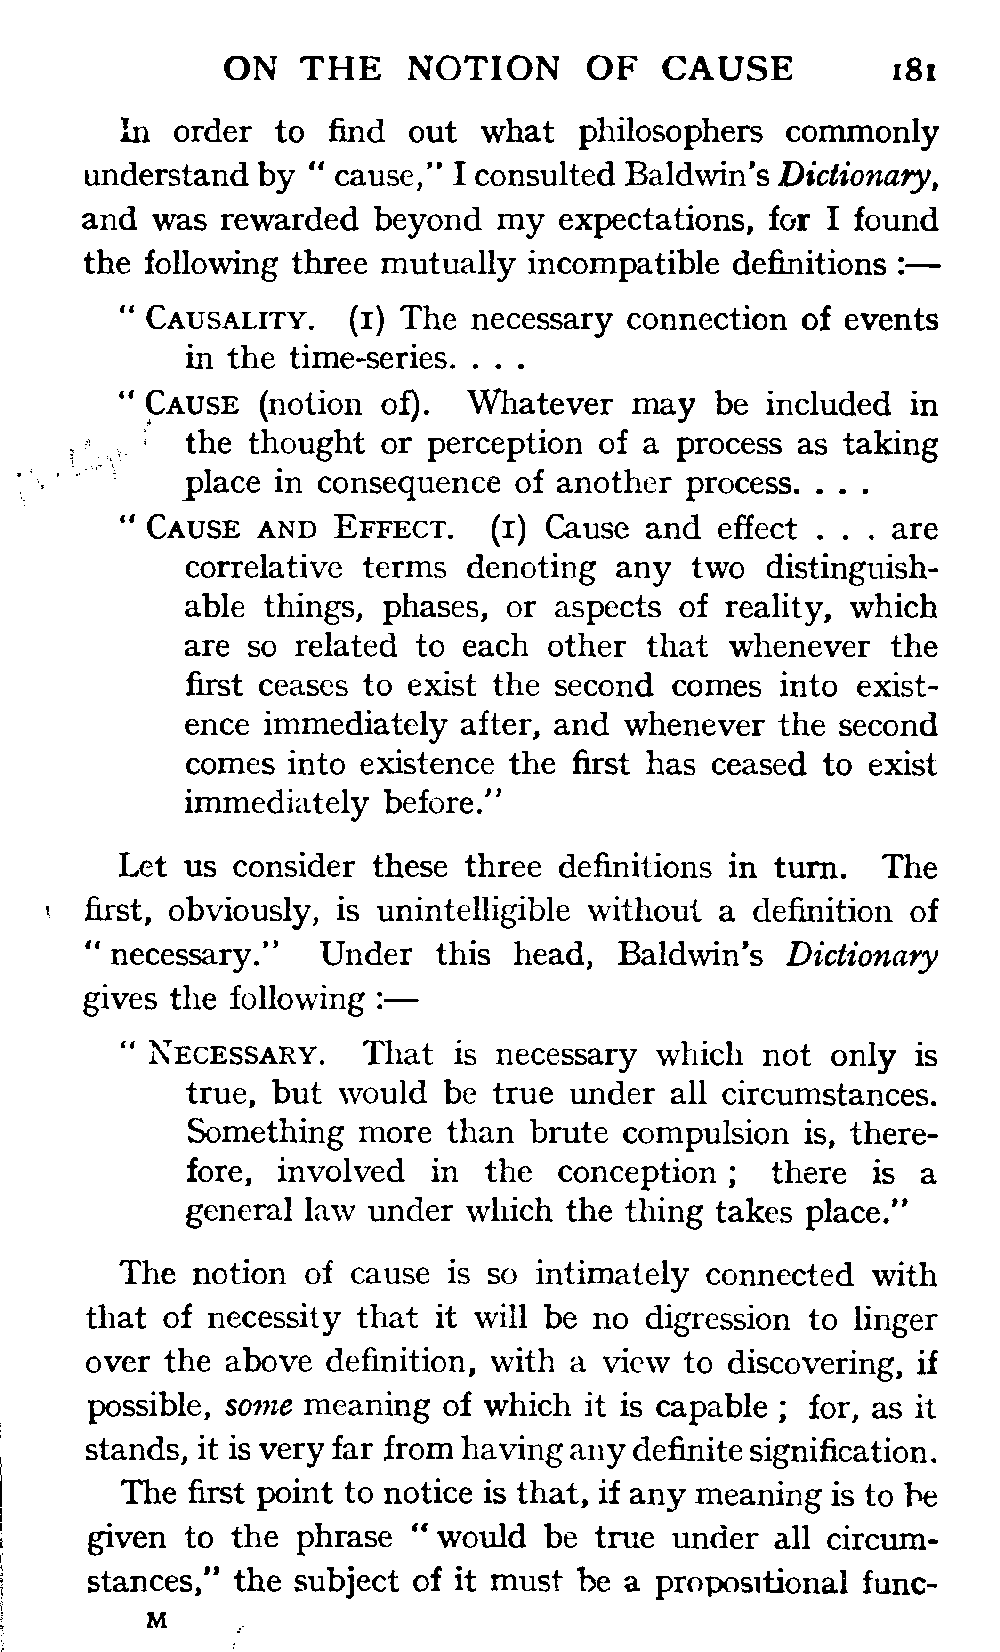 ON THE NOTION OF CAUSE 181
In order to find out what philosophers commonly
understand by " cause," I consulted Baldwin's Dictionary,
and was rewarded beyond my expectations, for I found
the following three mutually incompatible definitions :—
" CAUSALITY. (1) The necessary connection of events
in the time-series. . . .
" CAUSE (notion of). Whatever may be included in
the thought or perception of a process as taking
place in consequence of another process. . . .
" CAUSE AND EFFECT. (1) Cause and effect . . . are
correlative terms denoting any two distinguish-
able things, phases, or aspects of reality, which
are so related to each other that whenever the
first ceases to exist the second comes into exist-
ence immediately after, and whenever the second
comes into existence the first has ceased to exist
immediately before."
Let us consider these three definitions in turn. The
first, obviously, is unintelligible without a definition of
" necessary." Under this head, Baldwin's Dictionary
gives the following :—
" NECESSARY. That is necessary which not only is
true, but would be true under all circumstances.
Something more than brute compulsion is, there-
fore, involved in the conception ; there is a
general law under which the thing takes place."
The notion of cause is so intimately connected with
that of necessity that it will be no digression to linger
over the above definition, with a view to discovering, if
possible, some meaning of which it is capable ; for, as it
stands, it is very far from having any definite signification.
The first point to notice is that, if any meaning is to be
given to the phrase " would be true under all circum-
stances," the subject of it must be a propositional func-
M